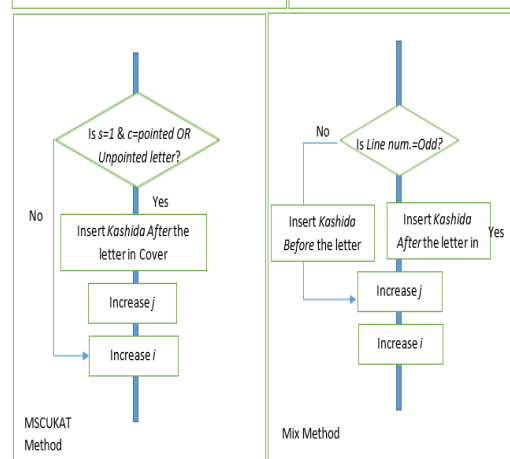 Is s=1 & c=pointed OR
Unpointed letter?
No
Yes
Insert Kashida After the
letter in Cover
Increase j
Increase i
MSCUKAT
Method
Is Line num.=Odd?
No
Insert Kashida
Before the letter
Insert Kashida
After the letter in
Yes
Increase j
Increase i
Mix Method